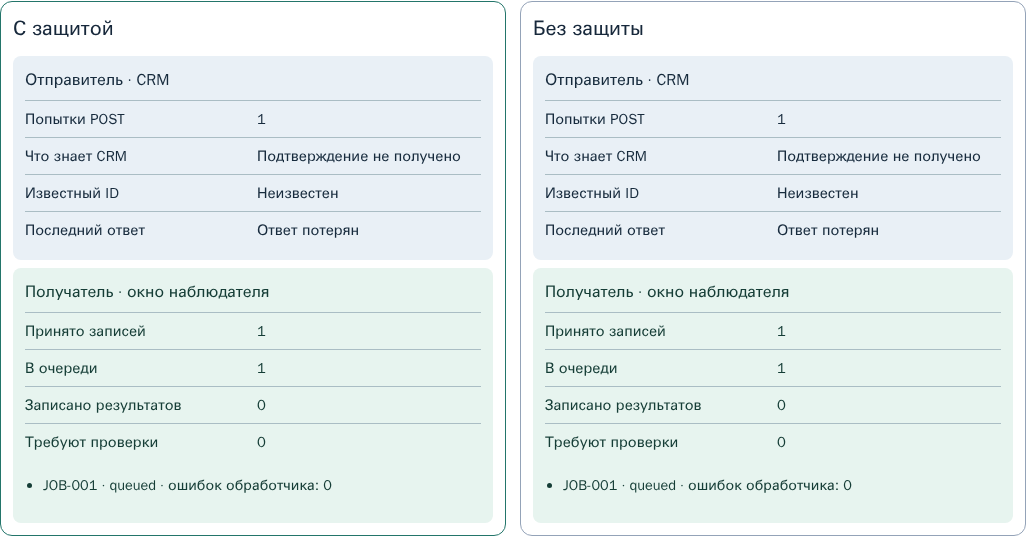 С защитой
Отправитель · CRM
Попытки POST 1
Что знает CRM Подтверждение не получено
Известный ID Неизвестен
Последний ответ Ответ потерян
Получатель · окно наблюдателя
Принято записей 1
В очереди 1
Записано результатов 0
Требуют проверки 0
• JOB-001 · queued · ошибок обработчика: 0
Без защиты
Отправитель · CRM
Попытки POST 1
Что знает CRM Подтверждение не получено
Известный ID Неизвестен
Последний ответ Ответ потерян
Получатель · окно наблюдателя
Принято записей 1
В очереди 1
Записано результатов 0
Требуют проверки 0
• JOB-001 · queued · ошибок обработчика: 0